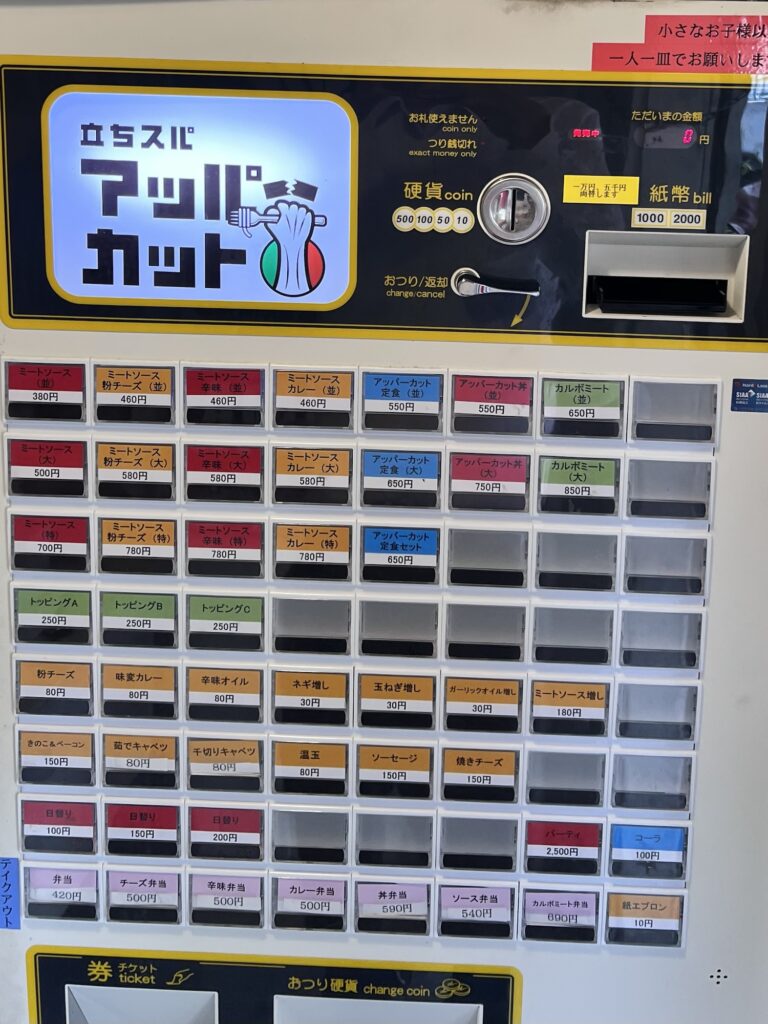 小さなお子様以
一人一皿でお願いしま
立ちスパ
アッパー
カット
お札使えません
coin only
つり銭切れ
exact money only
発売中
ただいまの金額
0円
硬貨coin
500 100 50 10
一万円、五千円
両替します
紙幣bill
1000 2000
おつり/返却
change/cancel
ミートソース
(並)
380円
ミートソース
粉チーズ(並)
460円
ミートソース
辛味(並)
460円
ミートソース
カレー(並)
460円
アッパーカット
定食(並)
550円
アッパーカット丼
(並)
550円
カルボミート
(並)
650円
ミートソース
(大)
500円
ミートソース
粉チーズ(大)
580円
ミートソース
辛味(大)
580円
ミートソース
カレー(大)
580円
アッパーカット
定食(大)
650円
アッパーカット丼
(大)
750円
カルボミート
(大)
850円
ミートソース
(特)
700円
ミートソース
粉チーズ(特)
780円
ミートソース
辛味(特)
780円
ミートソース
カレー(特)
780円
アッパーカット
定食セット
650円
トッピングA
250円
トッピングB
250円
トッピングC
250円
粉チーズ
80円
味変カレー
80円
辛味オイル
80円
ネギ増し
30円
玉ねぎ増し
30円
ガーリックオイル増し
30円
ミートソース増し
180円
きのこ&ベーコン
150円
茹でキャベツ
80円
千切りキャベツ
80円
温玉
80円
ソーセージ
150円
焼きチーズ
150円
日替り
100円
日替り
150円
日替り
200円
パーティ
2,500円
コーラ
100円
テイクアウト
弁当
420円
チーズ弁当
500円
辛味弁当
500円
カレー弁当
500円
丼弁当
590円
ソース弁当
540円
カルボミート弁当
690円
紙エプロン
10円
券 チケット
ticket
おつり硬貨 change coin